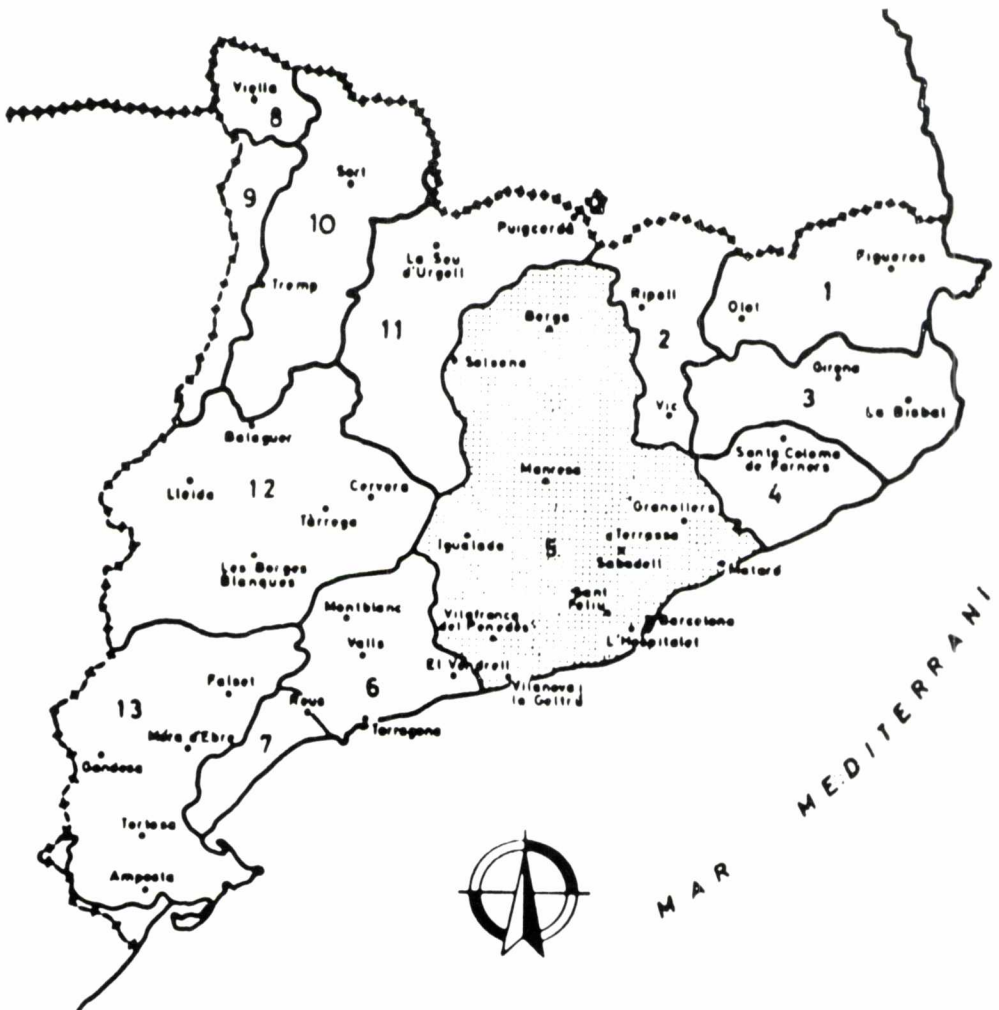 Viella
8
9
Sort
10
Tremp
Puigcerdà
La Seu
d'Urgell
11
Figueres
Olot
1
Ripoll
2
Vic
Berga
Solsona
Girona
3
La Bisbal
Santa Coloma
de Farners
4
Balaguer
Lleida
12
Cervera
Tàrrega
Les Borges
Blanques
Manresa
Granollers
Igualada
5
Terrassa
Sabadell
Mataró
Sant
Feliu
Barcelona
L'Hospitalet
Vilafranca
del Penedès
Montblanc
Valls
El Vendrell
6
Vilanova i
la Geltrú
Falset
Reus
Tarragona
13
Móra d'Ebre
7
Gandesa
Tortosa
Amposta
MAR MEDITERRANI